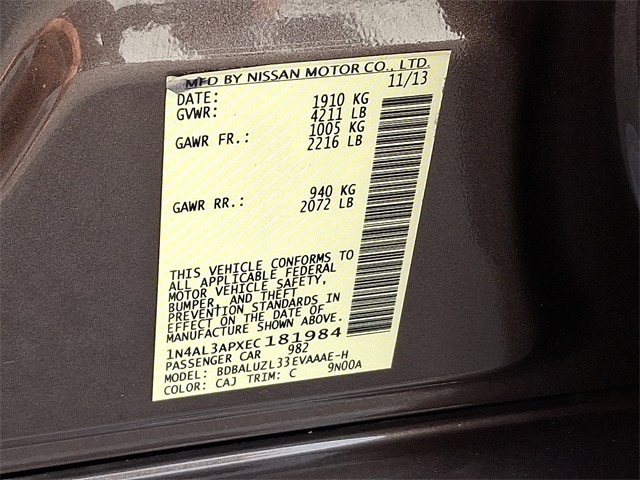 MFD BY NISSAN MOTOR CO., LTD.
DATE: 11/13
GVWR: 1910 KG
4211 LB
GAWR FR.: 1005 KG
2216 LB
GAWR RR.: 940 KG
2072 LB
THIS VEHICLE CONFORMS TO
ALL APPLICABLE FEDERAL
MOTOR VEHICLE SAFETY,
BUMPER, AND THEFT
PREVENTION STANDARDS IN
EFFECT ON THE DATE OF
MANUFACTURE SHOWN ABOVE.
1N4AL3APXEC181984
PASSENGER CAR 982
MODEL: BDBALUZL33EVAAAE-H
COLOR: CAJ TRIM: C 9N00A